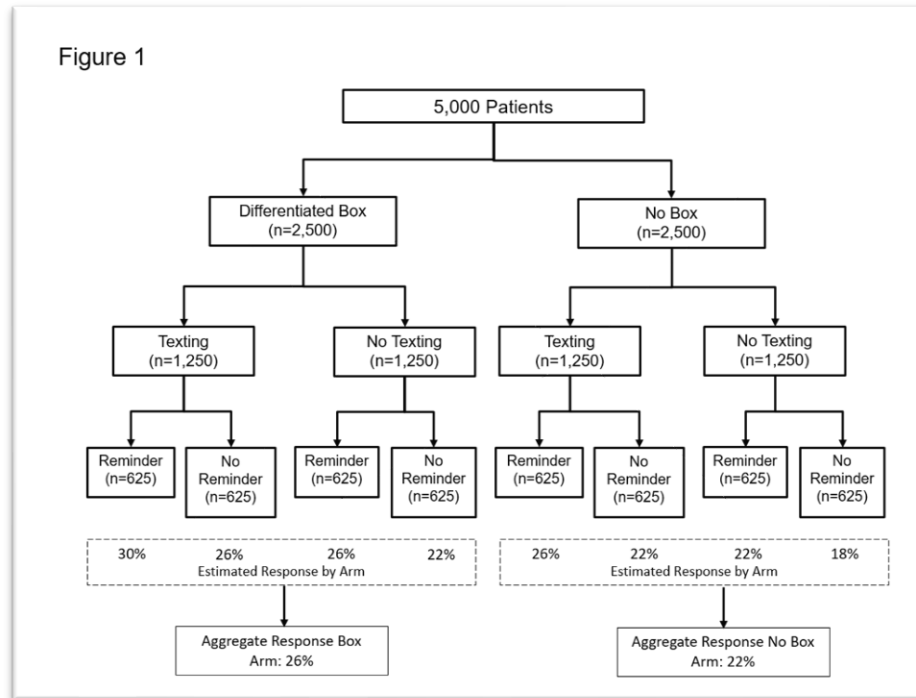 Figure 1
5,000 Patients
Differentiated Box
(n=2,500)
No Box
(n=2,500)
Texting
(n=1,250)
No Texting
(n=1,250)
Texting
(n=1,250)
No Texting
(n=1,250)
Reminder
(n=625)
No
Reminder
(n=625)
Reminder
(n=625)
No
Reminder
(n=625)
Reminder
(n=625)
No
Reminder
(n=625)
Reminder
(n=625)
No
Reminder
(n=625)
30% 26% 26% 22%
Estimated Response by Arm
26% 22% 22% 18%
Estimated Response by Arm
Aggregate Response Box
Arm: 26%
Aggregate Response No Box
Arm: 22%